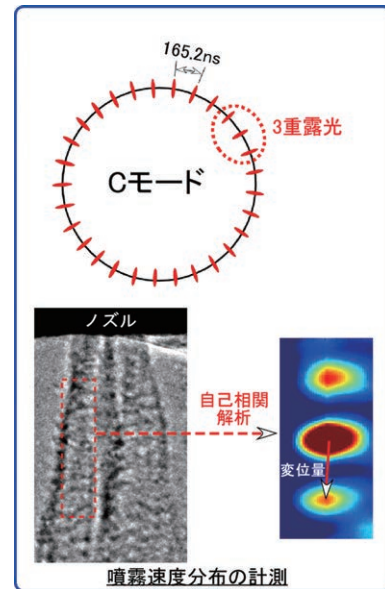 165.2ns
3重露光
Cモード
ノズル
自己相関
解析
変位量
噴霧速度分布の計測